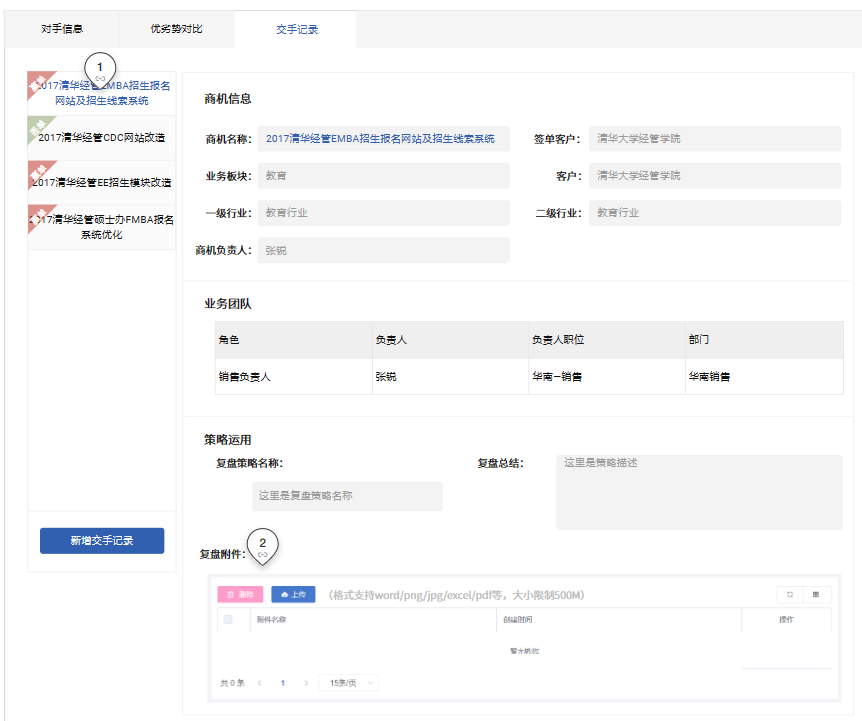 对手信息
优劣势对比
交手记录
1
2017清华经管EMBA招生报名
网站及招生线索系统
2017清华经管CDC网站改造
2017清华经管EE招生模块改造
2017清华经管硕士办FMBA报名
系统优化
新增交手记录
商机信息
商机名称: 2017清华经管EMBA招生报名网站及招生线索系统 签单客户: 清华大学经管学院
业务板块: 教育 客户: 清华大学经管学院
一级行业: 教育行业 二级行业: 教育行业
商机负责人: 张锐
业务团队
角色 负责人 负责人职位 部门
销售负责人 张锐 华南–销售 华南销售
策略运用
复盘策略名称: 复盘总结: 这里是策略描述
这里是复盘策略名称
复盘附件: 2
删除 上传 (格式支持word/png/jpg/excel/pdf等，大小限制500M)
附件名称 创建时间 操作
暂无数据
共 0 条 < 1 > 15条/页